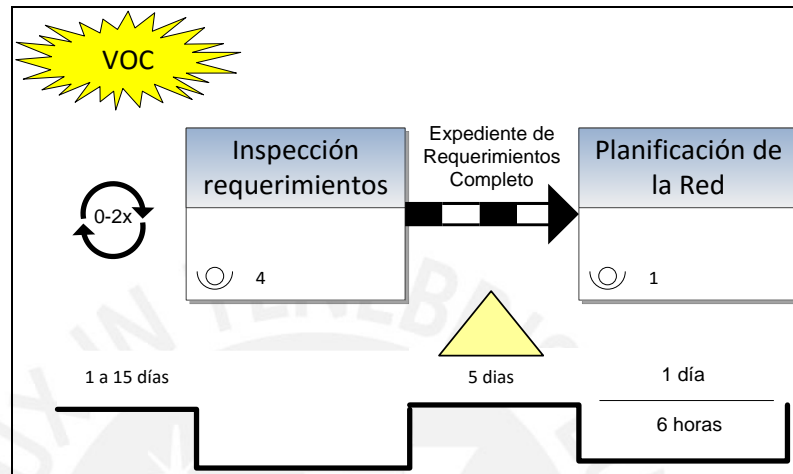 VOC
Inspección
requerimientos
Expediente de
Requerimientos
Completo
Planificación de
la Red
0-2x
4
1
1 a 15 días
5 dias
1 día
6 horas